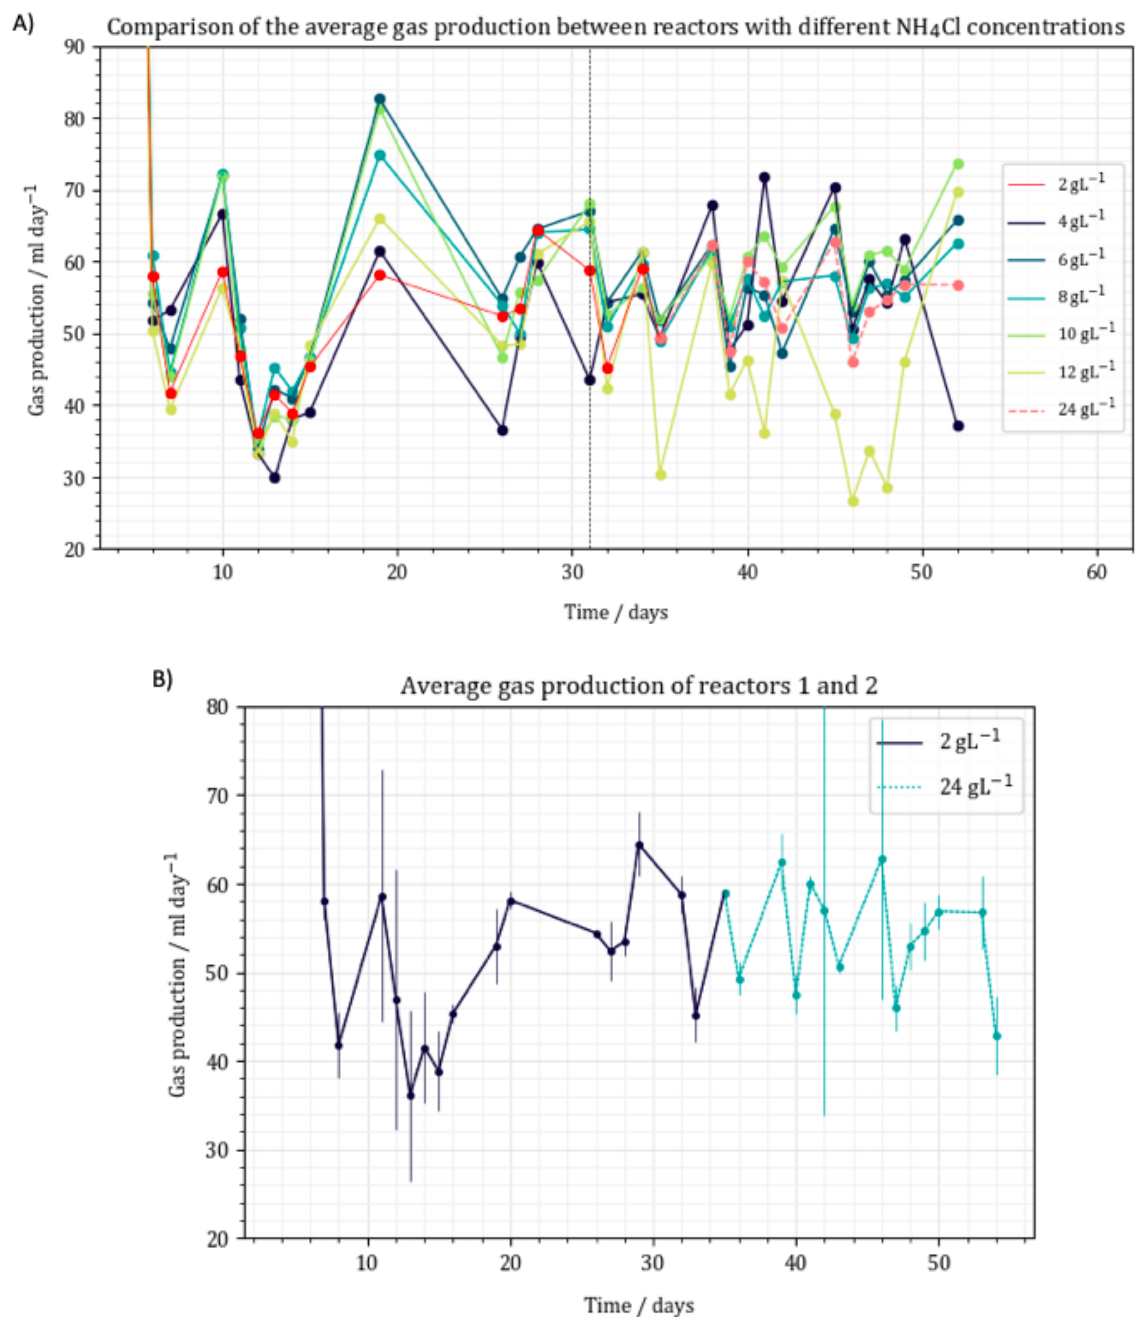 A)
Comparison of the average gas production between reactors with different NH₄Cl concentrations
90
80
70
60
50
40
30
20
Gas production / ml day⁻¹
2 gL⁻¹
4 gL⁻¹
6 gL⁻¹
8 gL⁻¹
10 gL⁻¹
12 gL⁻¹
24 gL⁻¹
10 20 30 40 50 60
Time / days
B)
Average gas production of reactors 1 and 2
80
70
60
50
40
30
20
Gas production / ml day⁻¹
2 gL⁻¹
24 gL⁻¹
10 20 30 40 50
Time / days